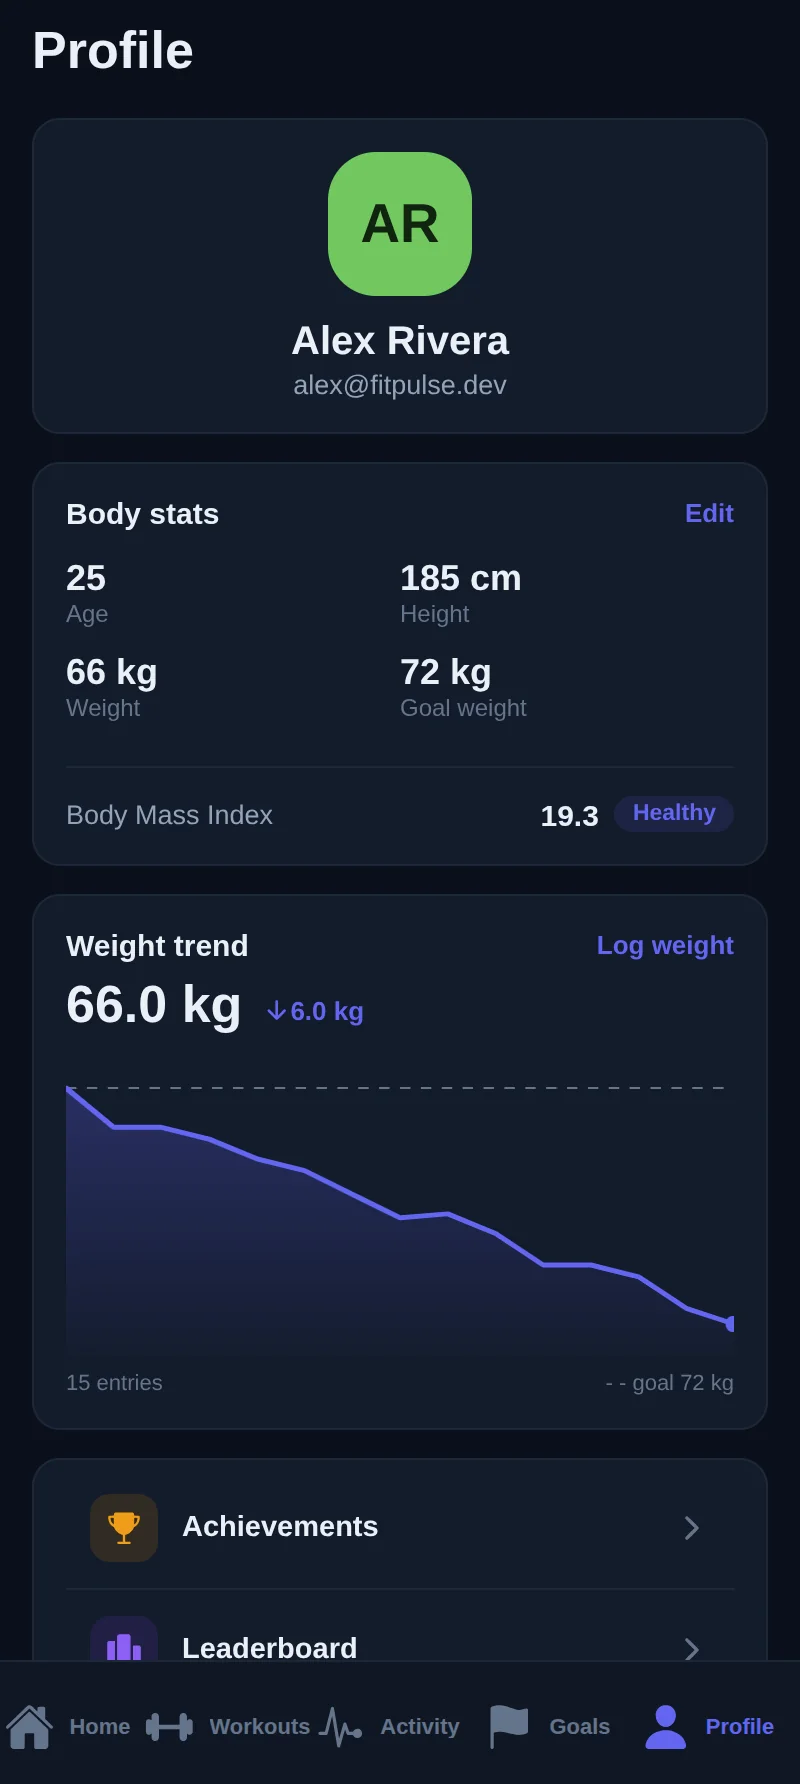 Profile
AR
Alex Rivera
alex@fitpulse.dev
Body stats
Edit
25
185 cm
Age
Height
66 kg
72 kg
Weight
Goal weight
Body Mass Index
19.3
Healthy
Weight trend
Log weight
66.0 kg
↓6.0 kg
15 entries
- - goal 72 kg
Achievements
Leaderboard
Home
Workouts
Activity
Goals
Profile